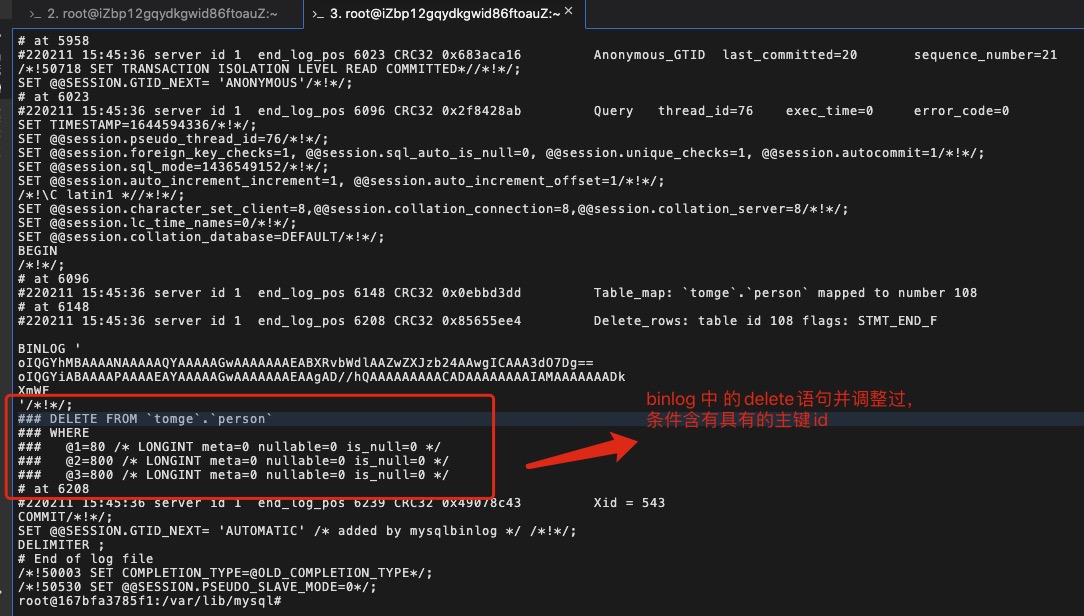 >_ 2. root@iZbp12gqydkgwid86ftoauZ:~
>_ 3. root@iZbp12gqydkgwid86ftoauZ:~ ×
# at 5958
#220211 15:45:36 server id 1  end_log_pos 6023 CRC32 0x683aca16 	Anonymous_GTID	last_committed=20	sequence_number=21
/*!50718 SET TRANSACTION ISOLATION LEVEL READ COMMITTED*//*!*/;
SET @@SESSION.GTID_NEXT= 'ANONYMOUS'/*!*/;
# at 6023
#220211 15:45:36 server id 1  end_log_pos 6096 CRC32 0x2f8428ab 	Query	thread_id=76	exec_time=0	error_code=0
SET TIMESTAMP=1644594336/*!*/;
SET @@session.pseudo_thread_id=76/*!*/;
SET @@session.foreign_key_checks=1, @@session.sql_auto_is_null=0, @@session.unique_checks=1, @@session.autocommit=1/*!*/;
SET @@session.sql_mode=1436549152/*!*/;
SET @@session.auto_increment_increment=1, @@session.auto_increment_offset=1/*!*/;
/*!\C latin1 *//*!*/;
SET @@session.character_set_client=8,@@session.collation_connection=8,@@session.collation_server=8/*!*/;
SET @@session.lc_time_names=0/*!*/;
SET @@session.collation_database=DEFAULT/*!*/;
BEGIN
/*!*/;
# at 6096
#220211 15:45:36 server id 1  end_log_pos 6148 CRC32 0x0ebbd3dd 	Table_map: `tomge`.`person` mapped to number 108
# at 6148
#220211 15:45:36 server id 1  end_log_pos 6208 CRC32 0x85655ee4 	Delete_rows: table id 108 flags: STMT_END_F
BINLOG '
oIQGYhMBAAAANAAAAAQYAAAAAGwAAAAAAAEABXRvbWdlAAZwZXJzb24AAwgICAAA3dO7Dg==
oIQGYiABAAAAPAAAAEAYAAAAAGwAAAAAAAEAAgAD//hQAAAAAAAAACADAAAAAAAAIAMAAAAAAADk
XmWF
'/*!*/;
### DELETE FROM `tomge`.`person`
### WHERE
###   @1=80 /* LONGINT meta=0 nullable=0 is_null=0 */
###   @2=800 /* LONGINT meta=0 nullable=0 is_null=0 */
###   @3=800 /* LONGINT meta=0 nullable=0 is_null=0 */
binlog 中 的delete语句并调整过，
条件含有具有的主键id
# at 6208
#220211 15:45:36 server id 1  end_log_pos 6239 CRC32 0x49078c43 	Xid = 543
COMMIT/*!*/;
SET @@SESSION.GTID_NEXT= 'AUTOMATIC' /* added by mysqlbinlog */ /*!*/;
DELIMITER ;
# End of log file
/*!50003 SET COMPLETION_TYPE=@OLD_COMPLETION_TYPE*/;
/*!50530 SET @@SESSION.PSEUDO_SLAVE_MODE=0*/;
root@167bfa3785f1:/var/lib/mysql#